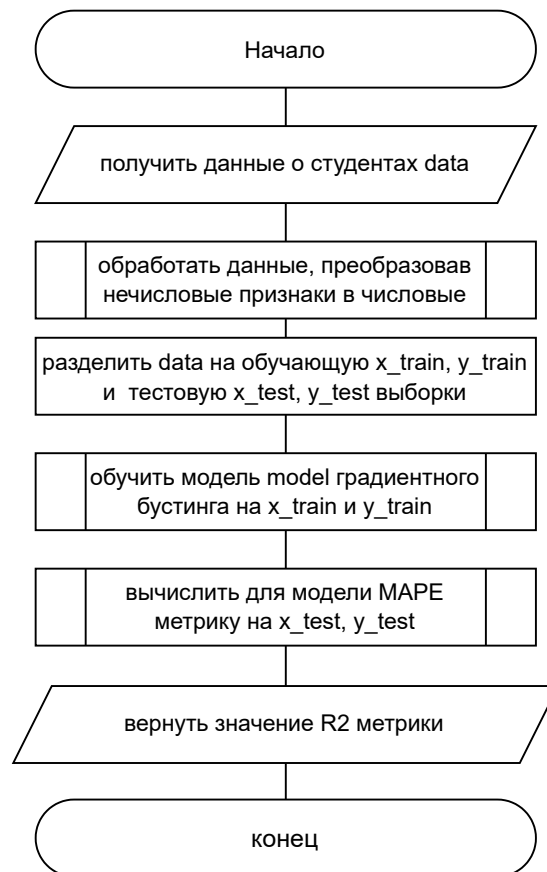 Начало
получить данные о студентах data
обработать данные, преобразовав
нечисловые признаки в числовые
разделить data на обучающую x_train, y_train
и тестовую x_test, y_test выборки
обучить модель model градиентного
бустинга на x_train и y_train
вычислить для модели MAPE
метрику на x_test, y_test
вернуть значение R2 метрики
конец